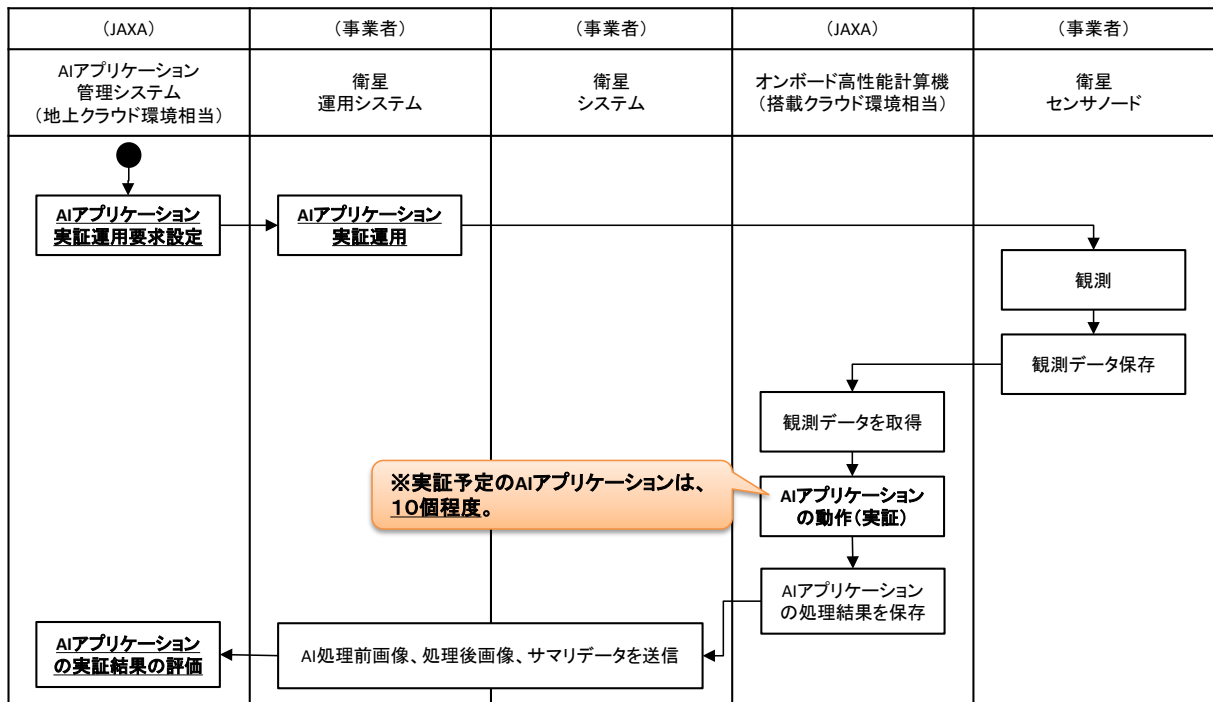 （JAXA）
（事業者）
（事業者）
（JAXA）
（事業者）
AIアプリケーション
管理システム
（地上クラウド環境相当）
衛星
運用システム
衛星
システム
オンボード高性能計算機
（搭載クラウド環境相当）
衛星
センサノード
AIアプリケーション
実証運用要求設定
AIアプリケーション
実証運用
観測
観測データ保存
観測データを取得
※実証予定のAIアプリケーションは、
10個程度。
AIアプリケーション
の動作（実証）
AIアプリケーション
の処理結果を保存
AI処理前画像、処理後画像、サマリデータを送信
AIアプリケーション
の実証結果の評価